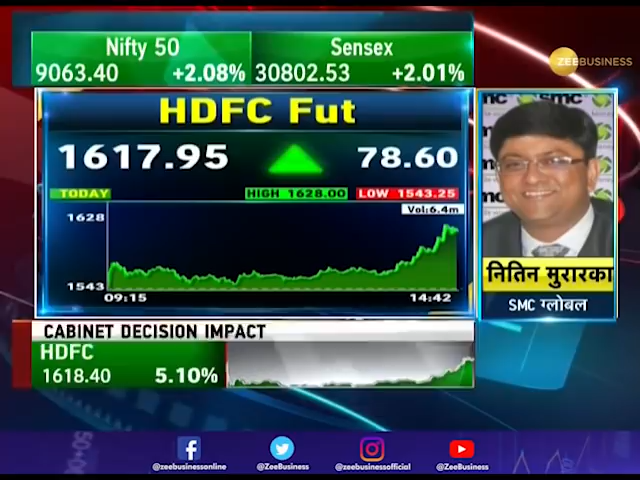 Nifty 50
9063.40 +2.08%
Sensex
30802.53 +2.01%
ZEEBUSINESS
HDFC Fut
1617.95 78.60
TODAY HIGH 1628.00 LOW 1543.25
Vol:6.4m
1628
1543
09:15 14:42
smc
नितिन मुरारका
SMC ग्लोबल
CABINET DECISION IMPACT
HDFC
1618.40 5.10%
@zeebusinessonline
@ZeeBusiness
@zeebusinessofficial
@ZeeBusiness